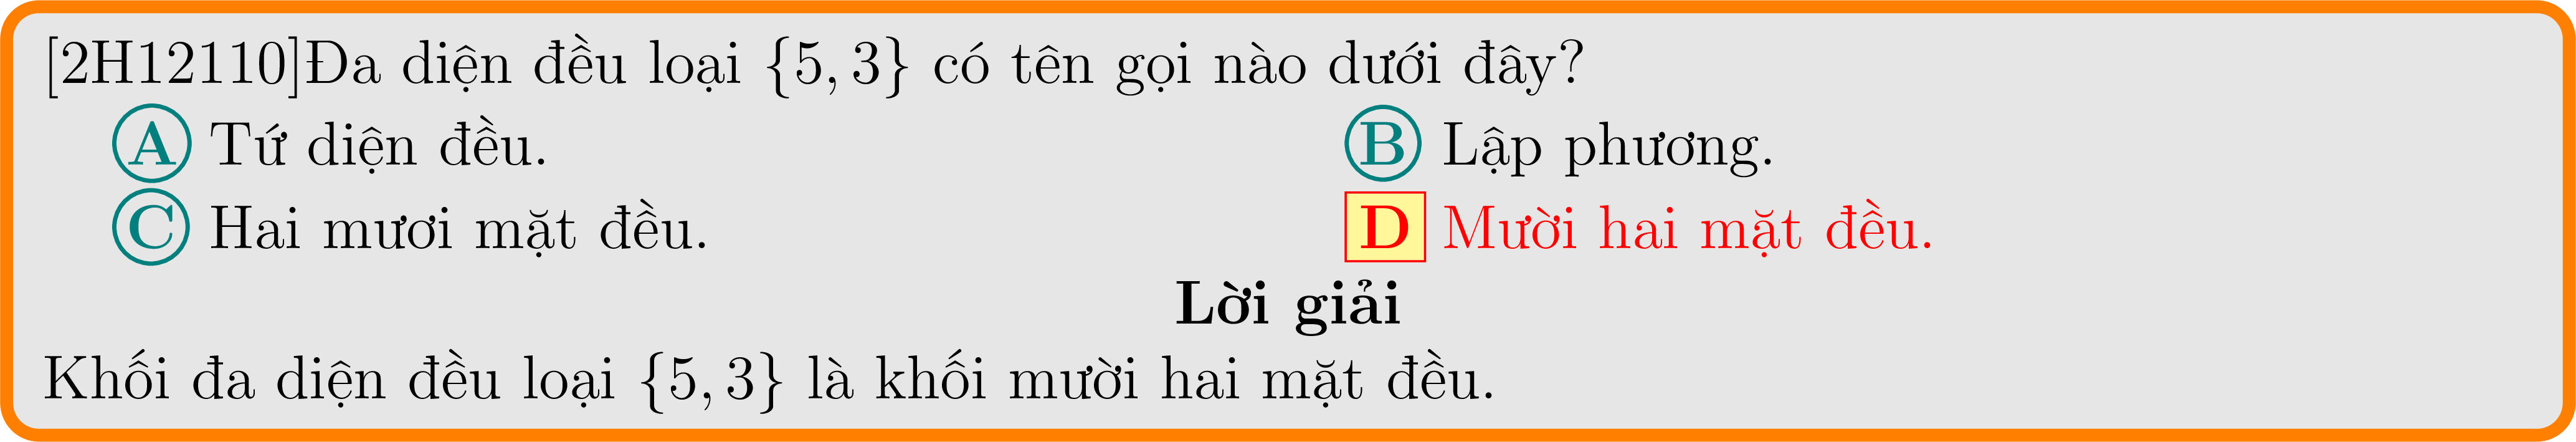 [2H12110]Đa diện đều loại {5, 3} có tên gọi nào dưới đây?
A Tứ diện đều. B Lập phương.
C Hai mươi mặt đều. D Mười hai mặt đều.
Lời giải
Khối đa diện đều loại {5, 3} là khối mười hai mặt đều.